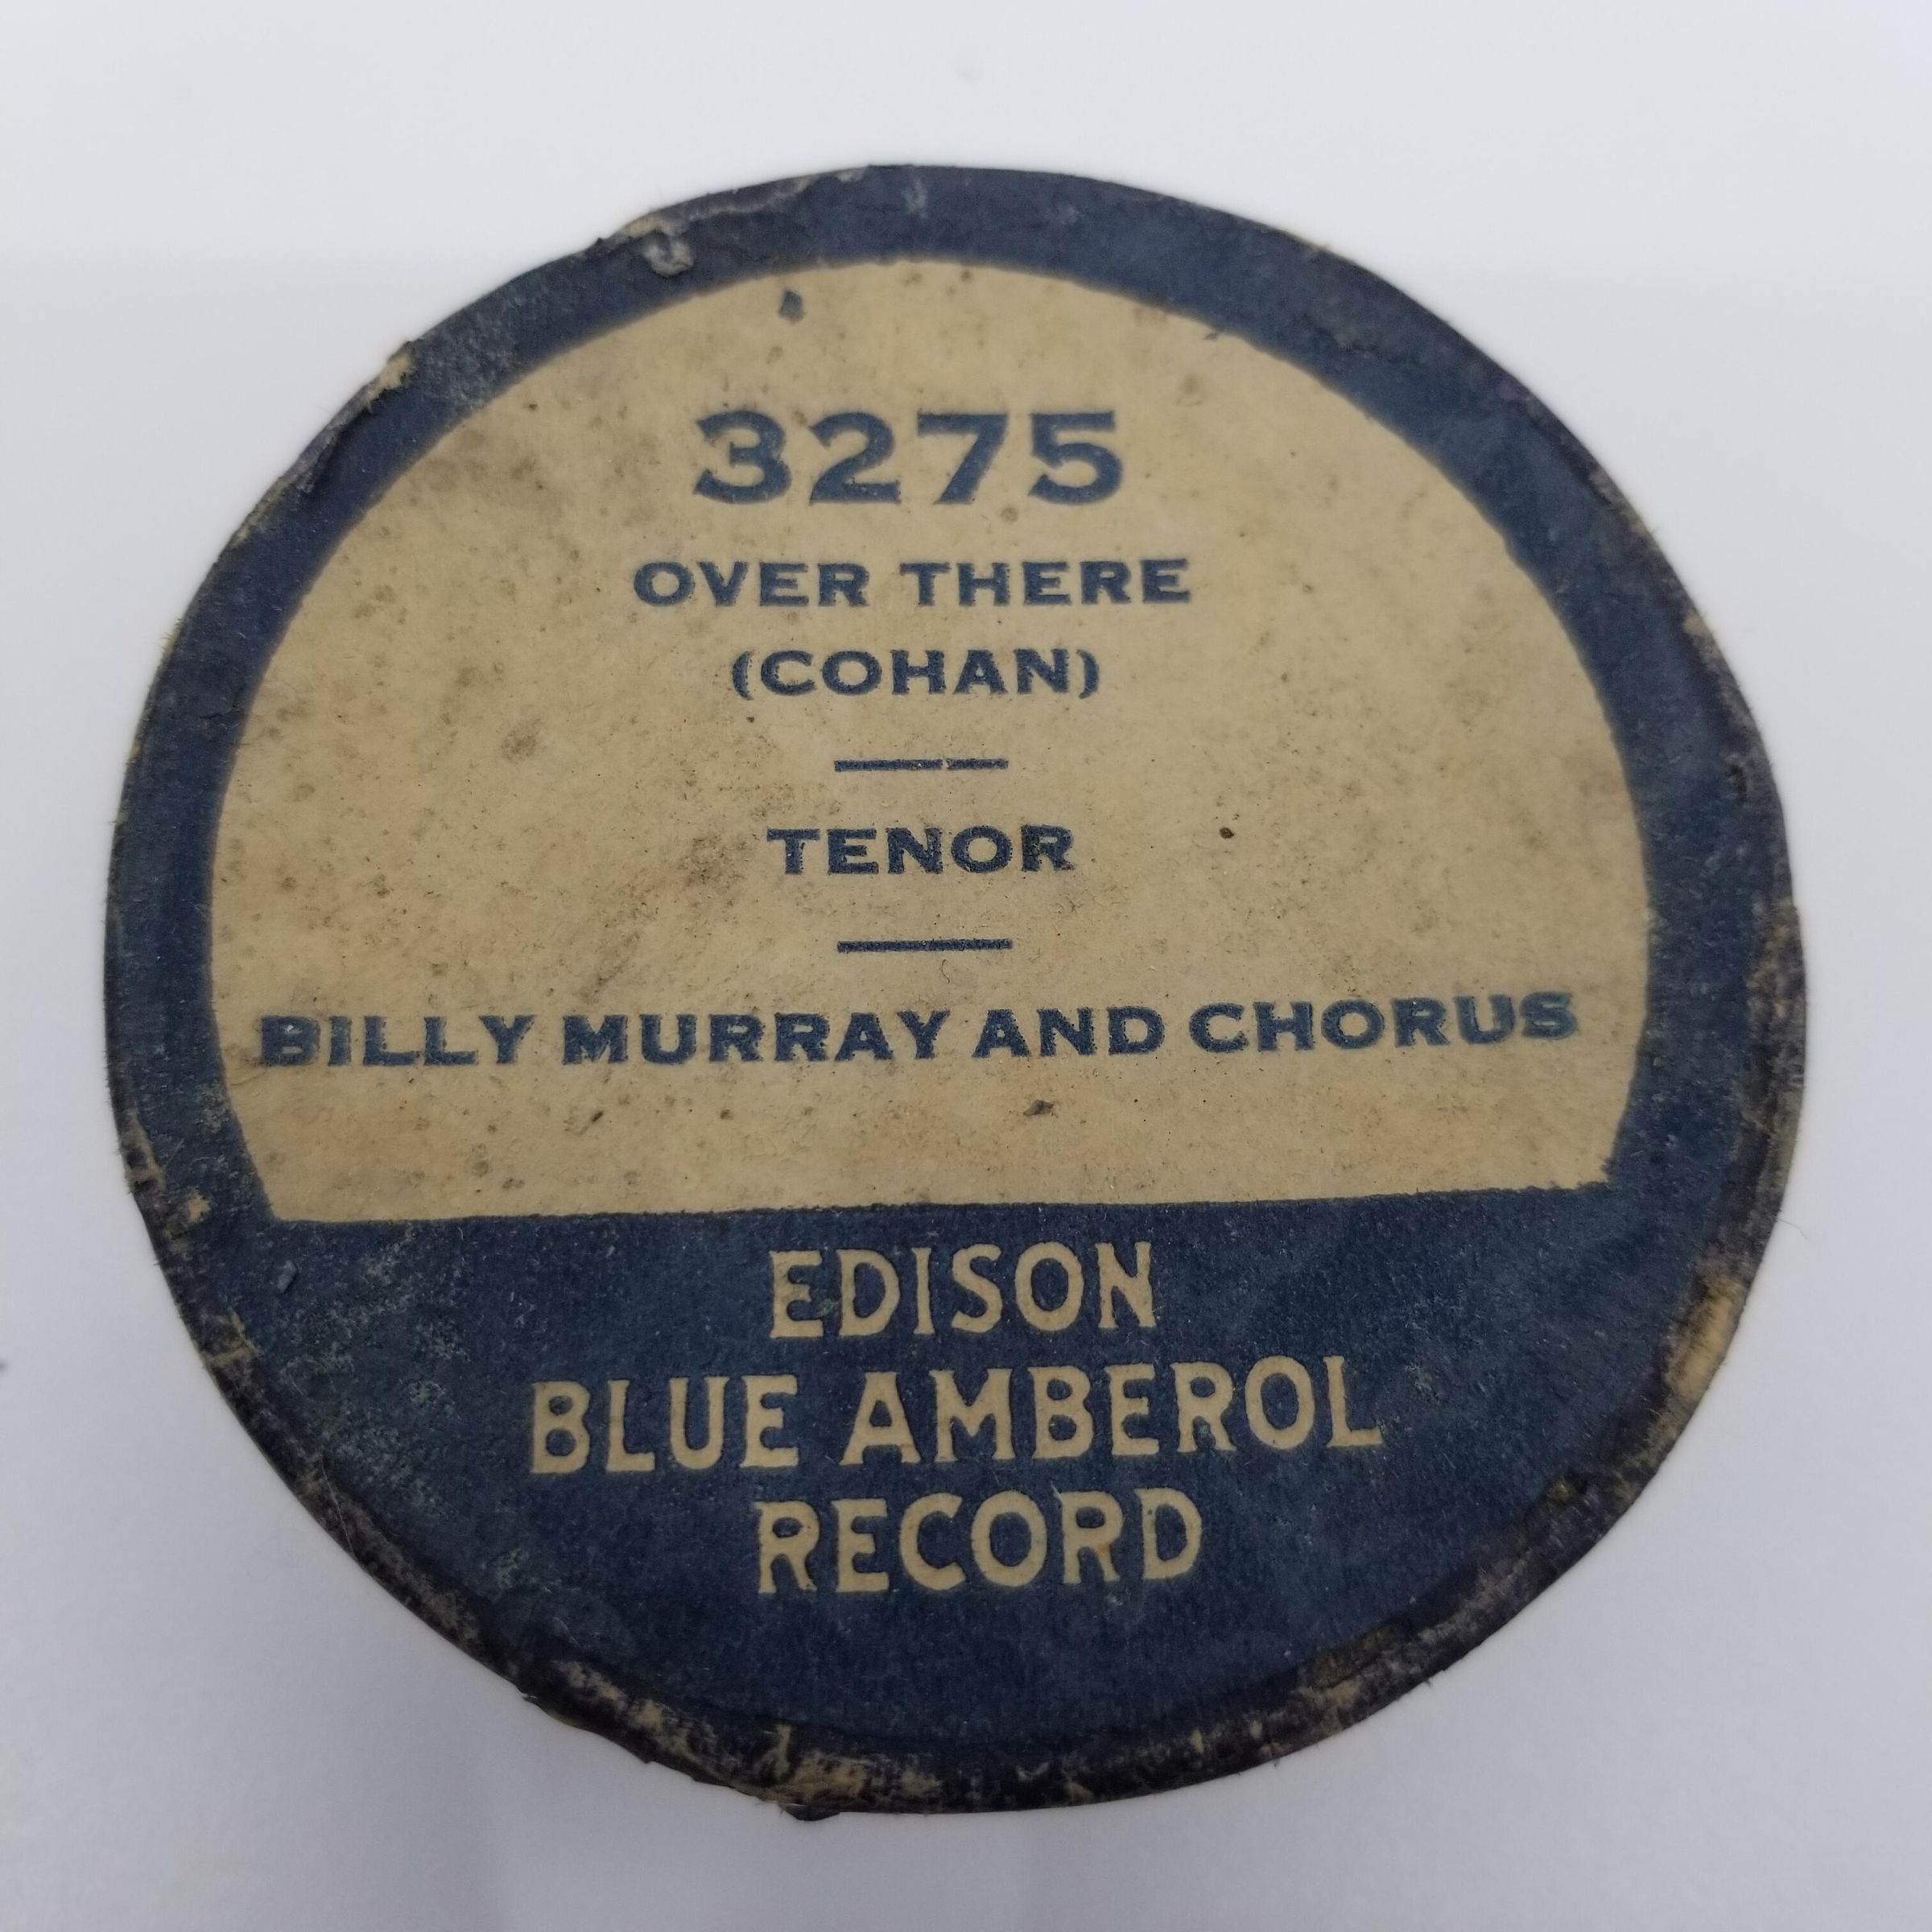 3275
OVER THERE
(COHAN)
TENOR
BILLY MURRAY AND CHORUS
EDISON
BLUE AMBEROL
RECORD